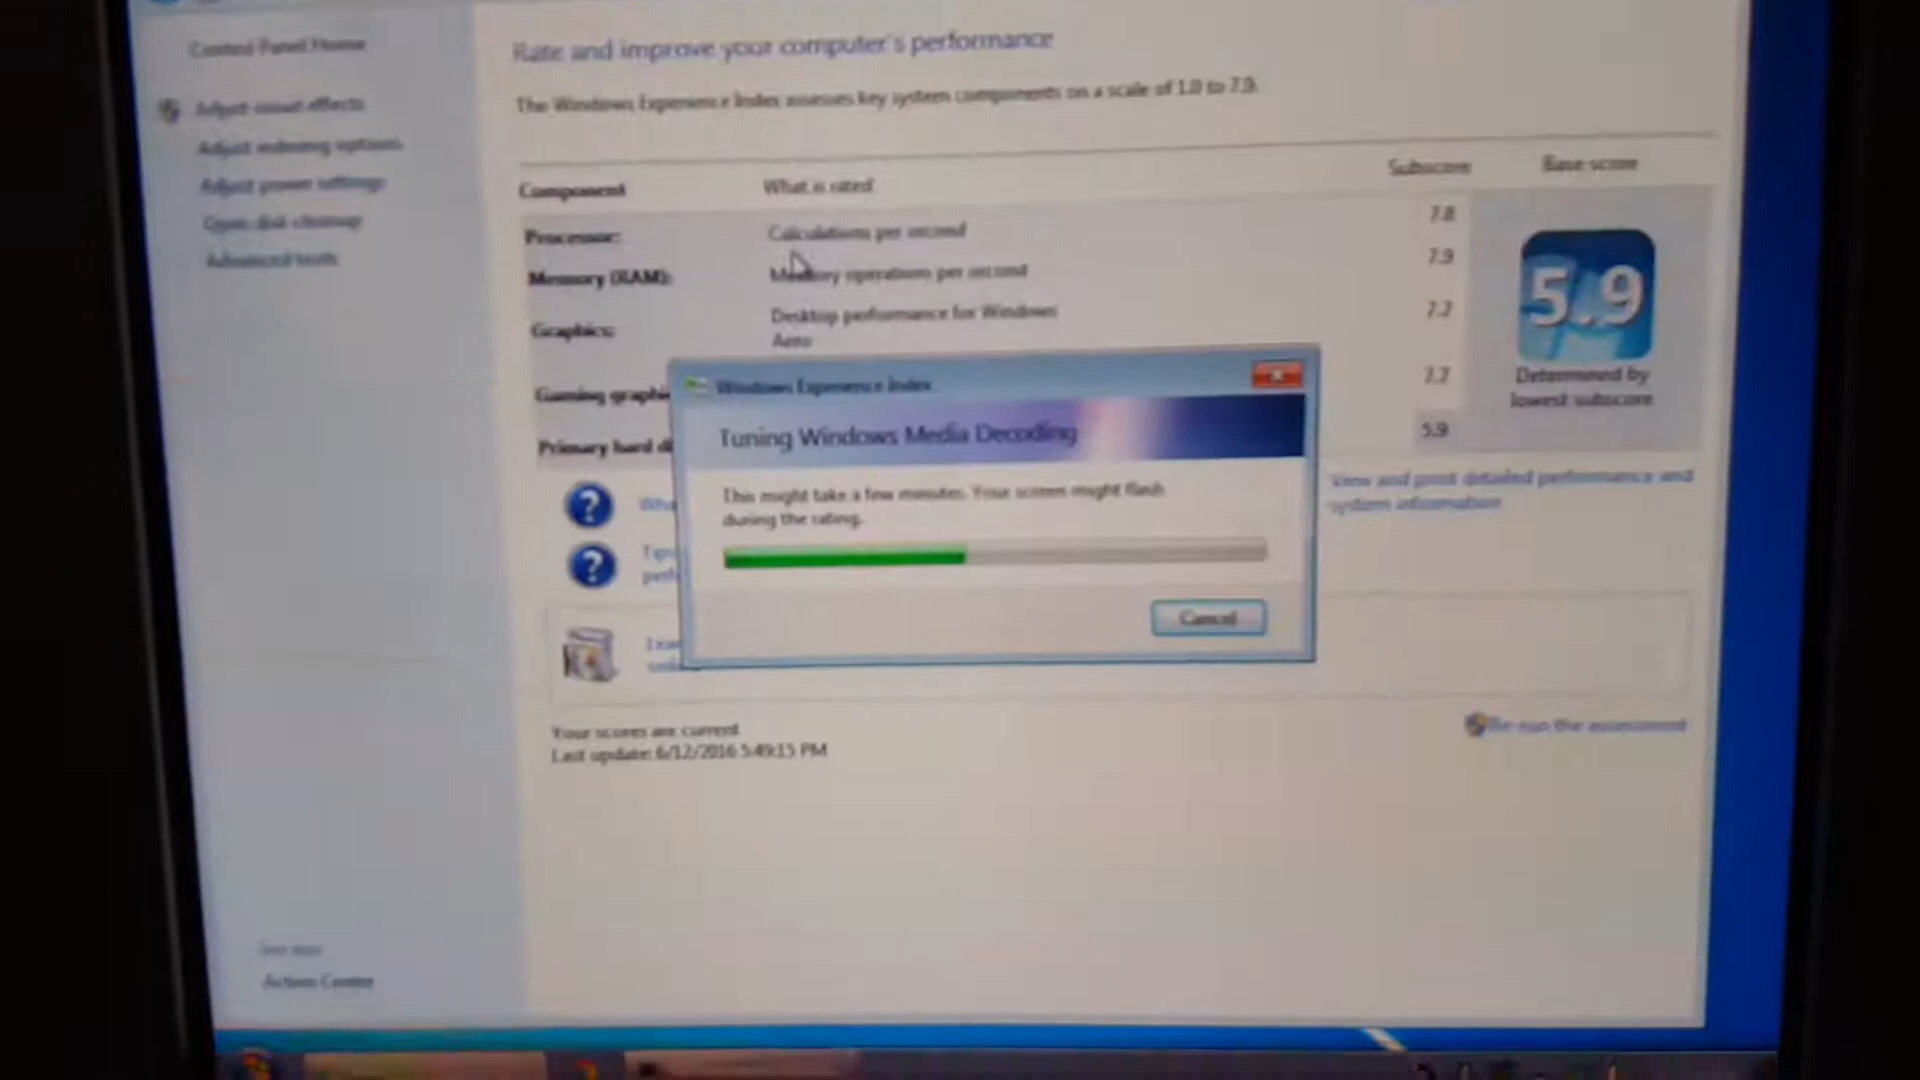 Control Panel Home
Adjust visual effects
Adjust indexing options
Adjust power settings
Open disk cleanup
Advanced tools
Rate and improve your computer's performance
The Windows Experience Index assesses key system components on a scale of 1.0 to 7.9.
Component What is rated Subscore Base score
Processor: Calculations per second 7.8
Memory (RAM): Memory operations per second 7.9
Graphics: Desktop performance for Windows Aero
Gaming graphi
Primary hard di 5.9
5.9
Determined by
lowest subscore
Windows Experience Index
Tuning Windows Media Decoding
This might take a few minutes. Your screen might flash
during the rating.
Cancel
View and print detailed performance and
system information
Tips
Your scores are current
Last update: 6/12/2016 5:49:15 PM
Re-run the assessment
See also
Action Center